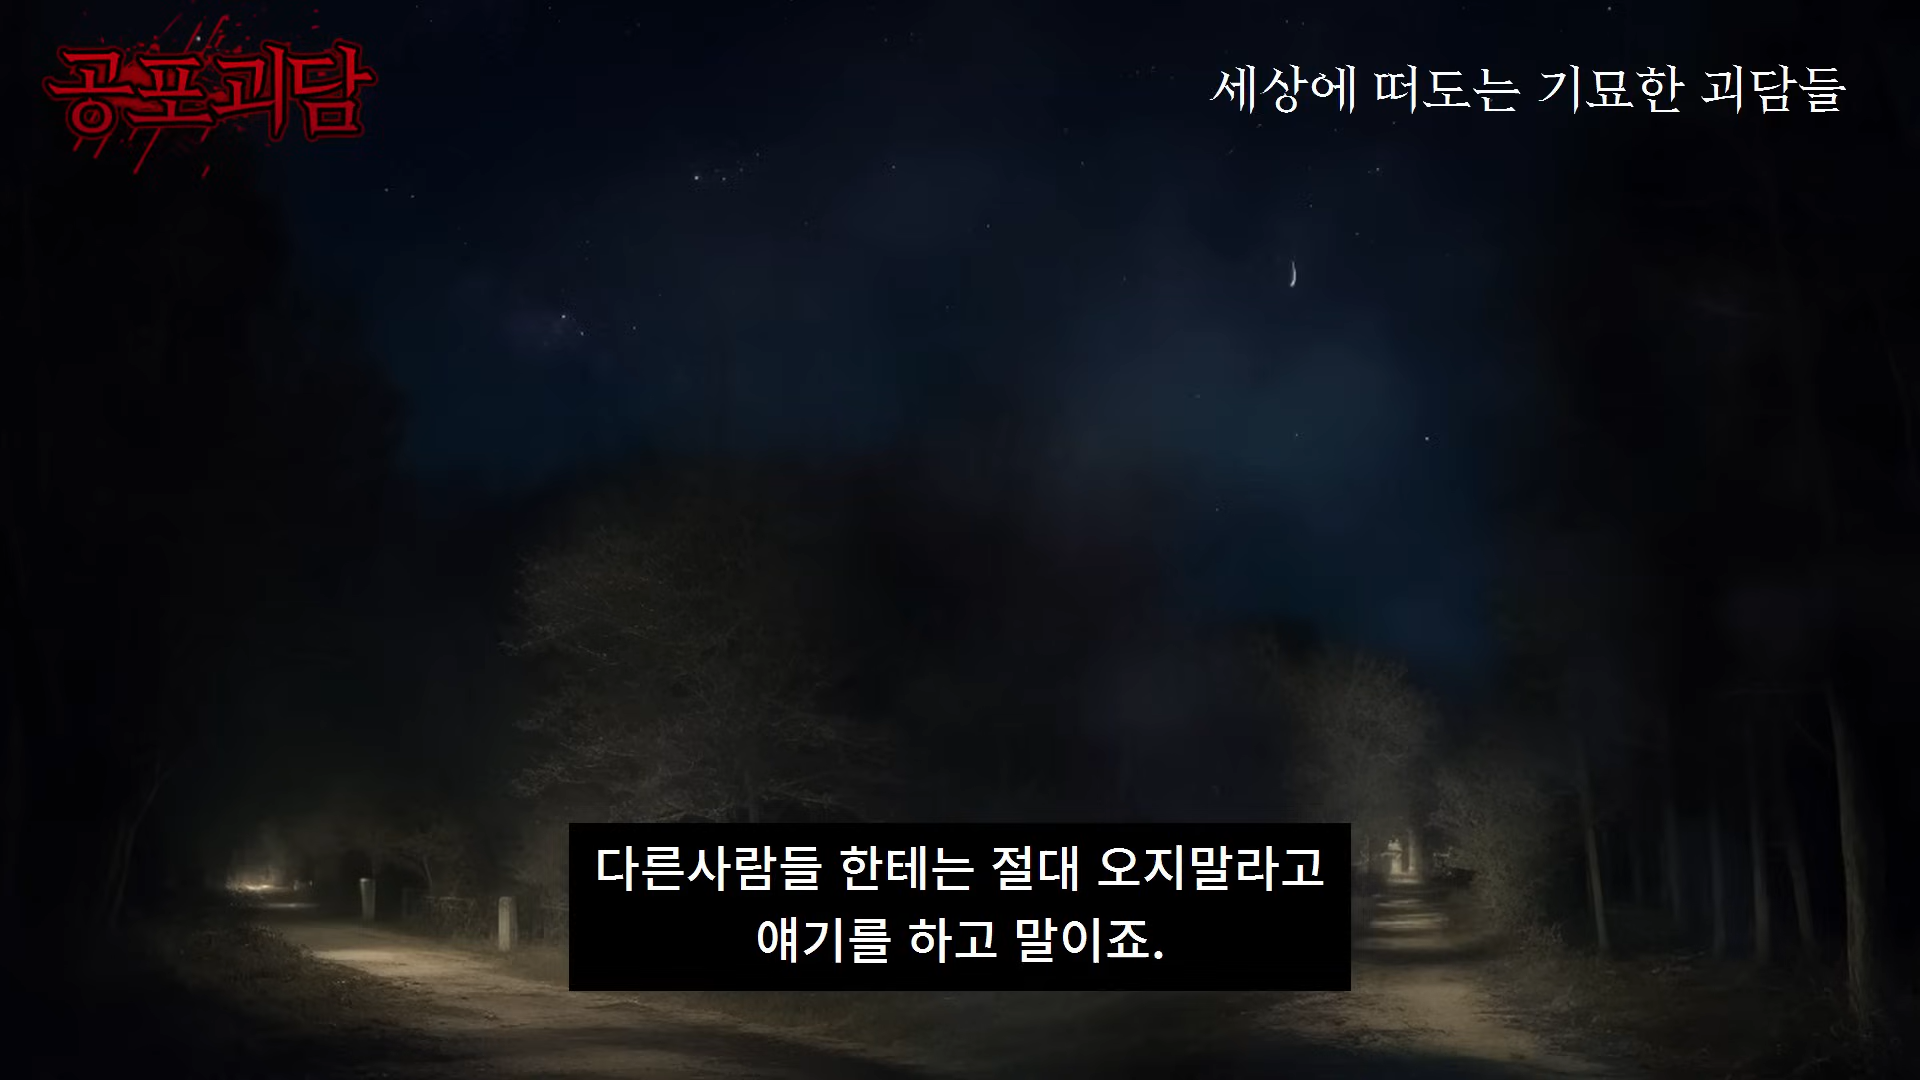 공포괴담
세상에 떠도는 기묘한 괴담들
다른사람들 한테는 절대 오지말라고
얘기를 하고 말이죠.